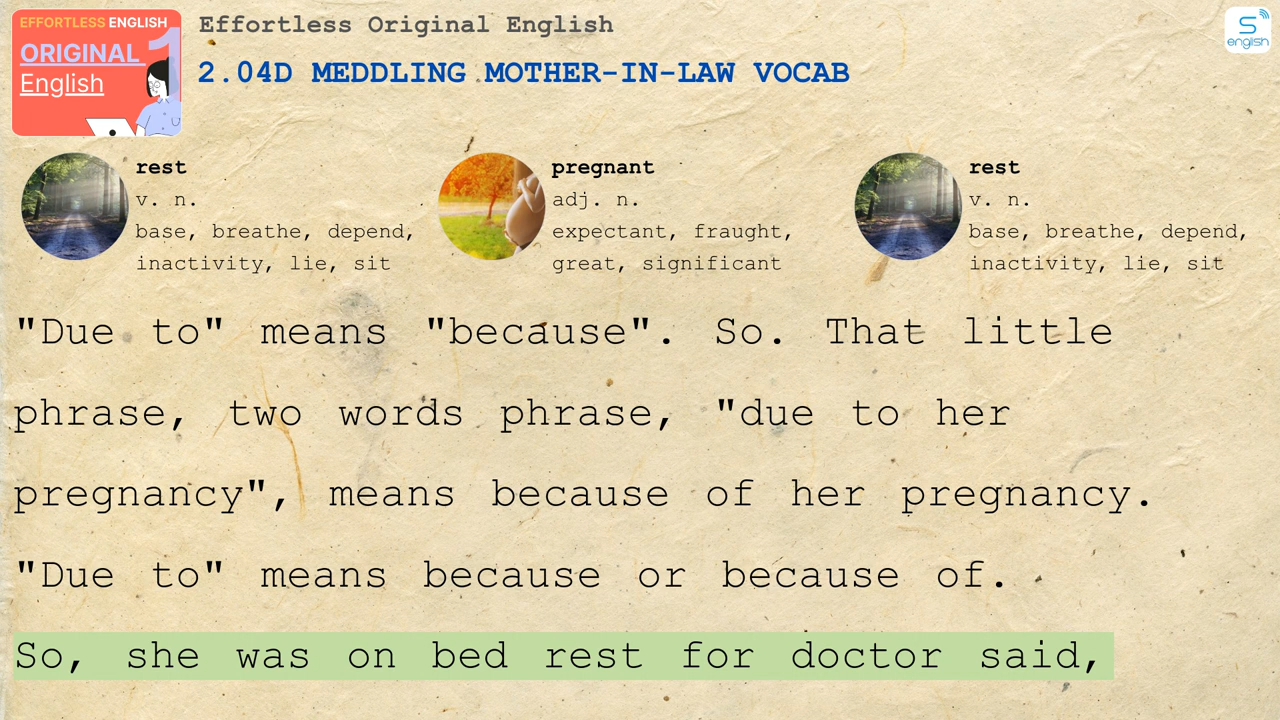 EFFORTLESS ENGLISH
ORIGINAL 1
English
Effortless Original English
2.04D MEDDLING MOTHER-IN-LAW VOCAB
S
english
rest
v. n.
base, breathe, depend,
inactivity, lie, sit
pregnant
adj. n.
expectant, fraught,
great, significant
rest
v. n.
base, breathe, depend,
inactivity, lie, sit
"Due to" means "because". So. That little
phrase, two words phrase, "due to her
pregnancy", means because of her pregnancy.
"Due to" means because or because of.
So, she was on bed rest for doctor said,